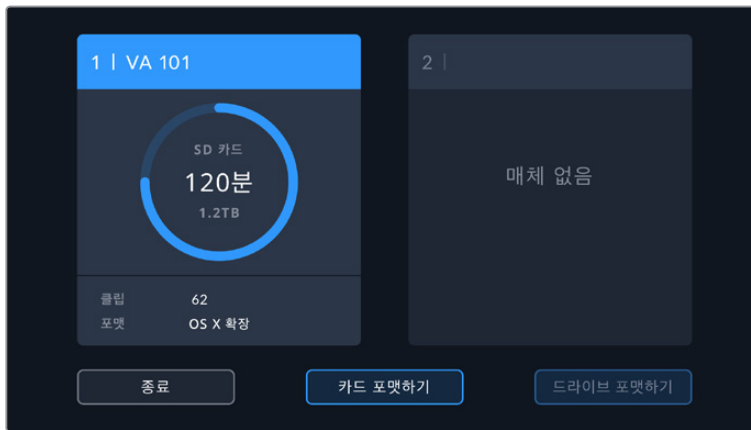 1 | VA 101
SD 카드
120분
1.2TB
클립 62
포맷 OS X 확장
2 |
매체 없음
종료
카드 포맷하기
드라이브 포맷하기